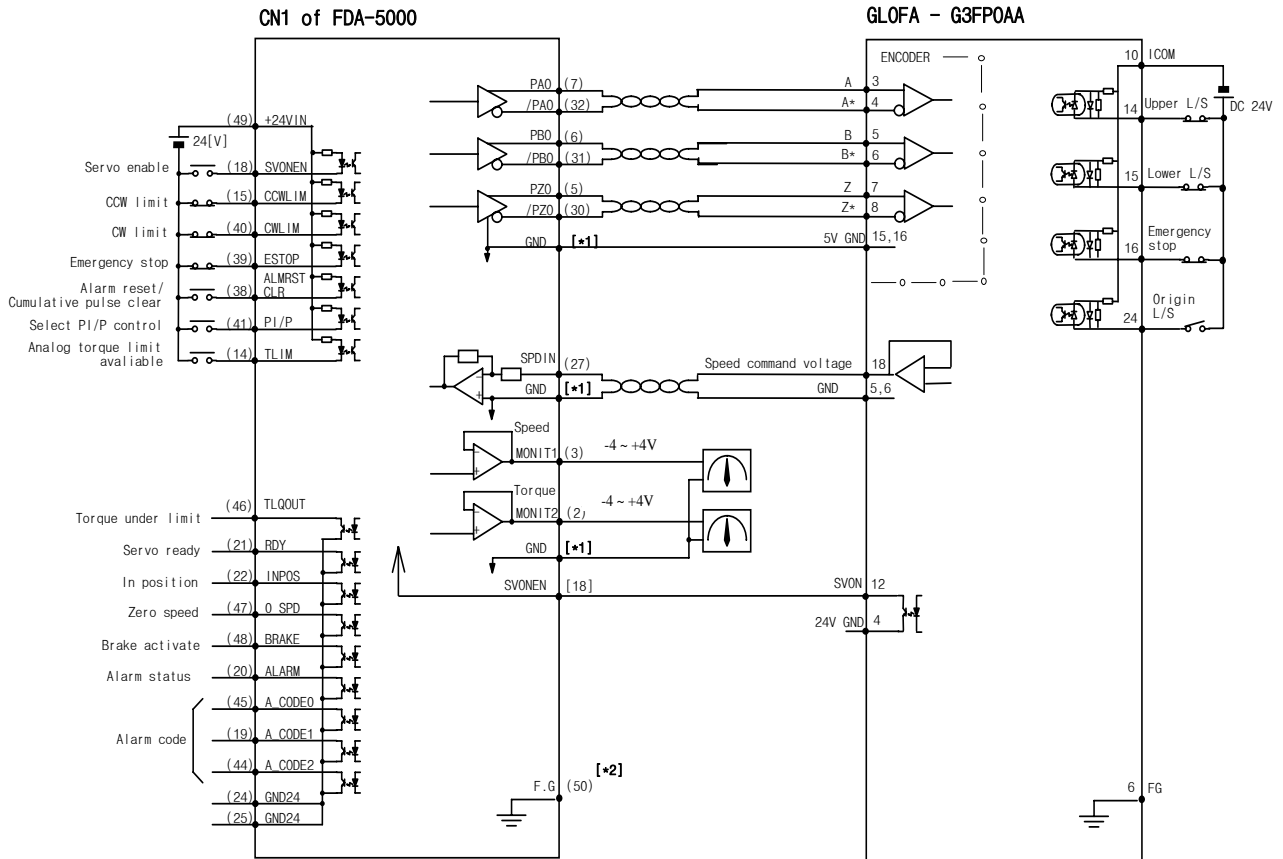 CN1 of FDA-5000
GLOFA - G3FPOAA
(49) +24VIN
24[V]
Servo enable (18) SVONEN
CCW limit (15) CCWLIM
CW limit (40) CWLIM
Emergency stop (39) ESTOP
Alarm reset/
Cumulative pulse clear (38) ALMRST
CLR
Select PI/P control (41) PI/P
Analog torque limit
avaliable (14) TLIM
Torque under limit (46) TLQOUT
Servo ready (21) RDY
In position (22) INPOS
Zero speed (47) 0 SPD
Brake activate (48) BRAKE
Alarm status (20) ALARM
(45) A_CODE0
Alarm code (19) A_CODE1
(44) A_CODE2
(24) GND24
(25) GND24
PAO (7)
/PAO (32)
PBO (6)
/PBO (31)
PZO (5)
/PZO (30)
GND [*1]
SPDIN (27)
GND [*1]
Speed
MONIT1 (3) -4 ~ +4V
Torque
MONIT2 (2) -4 ~ +4V
GND [*1]
SVONEN [18]
F.G (50) [*2]
ENCODER
A 3
A* 4
B 5
B* 6
Z 7
Z* 8
5V GND 15,16
Speed command voltage 18
GND 5,6
SVON 12
24V GND 4
10 ICOM
DC 24V
14 Upper L/S
15 Lower L/S
16 Emergency
stop
24 Origin
L/S
6 FG